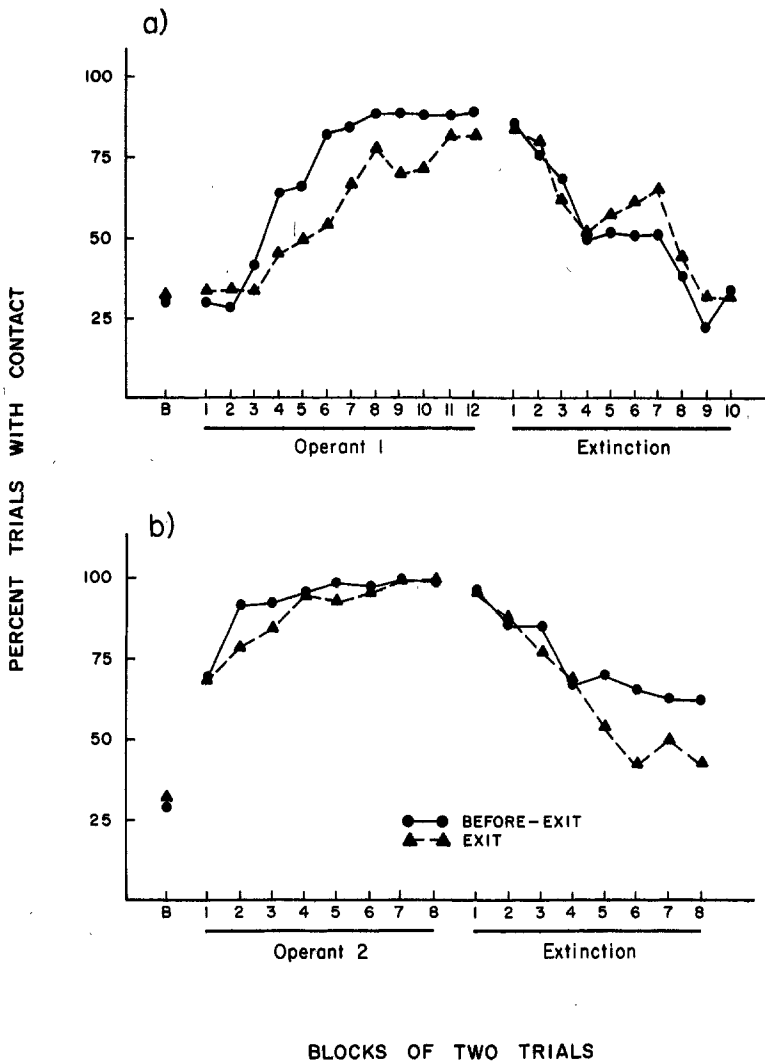 a)
100
75
50
25
B 1 2 3 4 5 6 7 8 9 10 11 12 1 2 3 4 5 6 7 8 9 10
Operant 1 Extinction
PERCENT TRIALS WITH CONTACT
b)
100
75
50
25
BEFORE-EXIT
EXIT
B 1 2 3 4 5 6 7 8 1 2 3 4 5 6 7 8
Operant 2 Extinction
BLOCKS OF TWO TRIALS